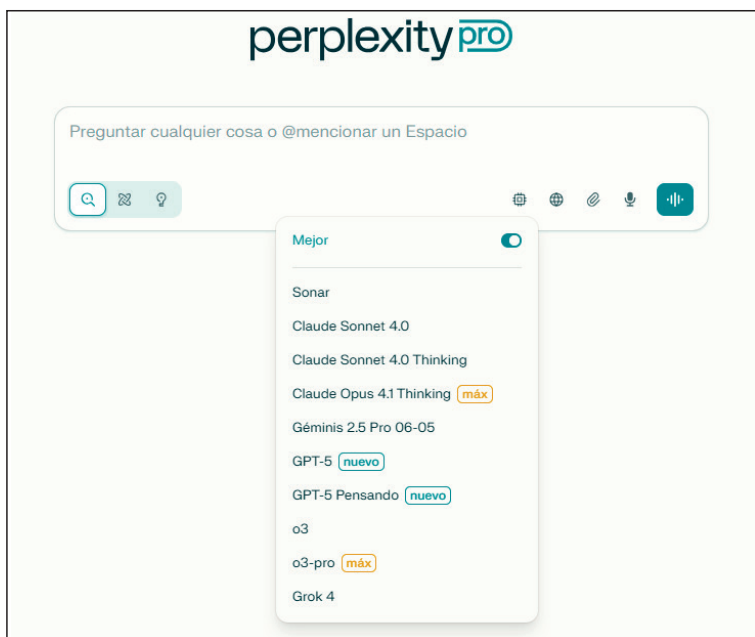 perplexity pro
Preguntar cualquier cosa o @mencionar un Espacio
Mejor
Sonar
Claude Sonnet 4.0
Claude Sonnet 4.0 Thinking
Claude Opus 4.1 Thinking máx
Géminis 2.5 Pro 06-05
GPT-5 nuevo
GPT-5 Pensando nuevo
o3
o3-pro máx
Grok 4